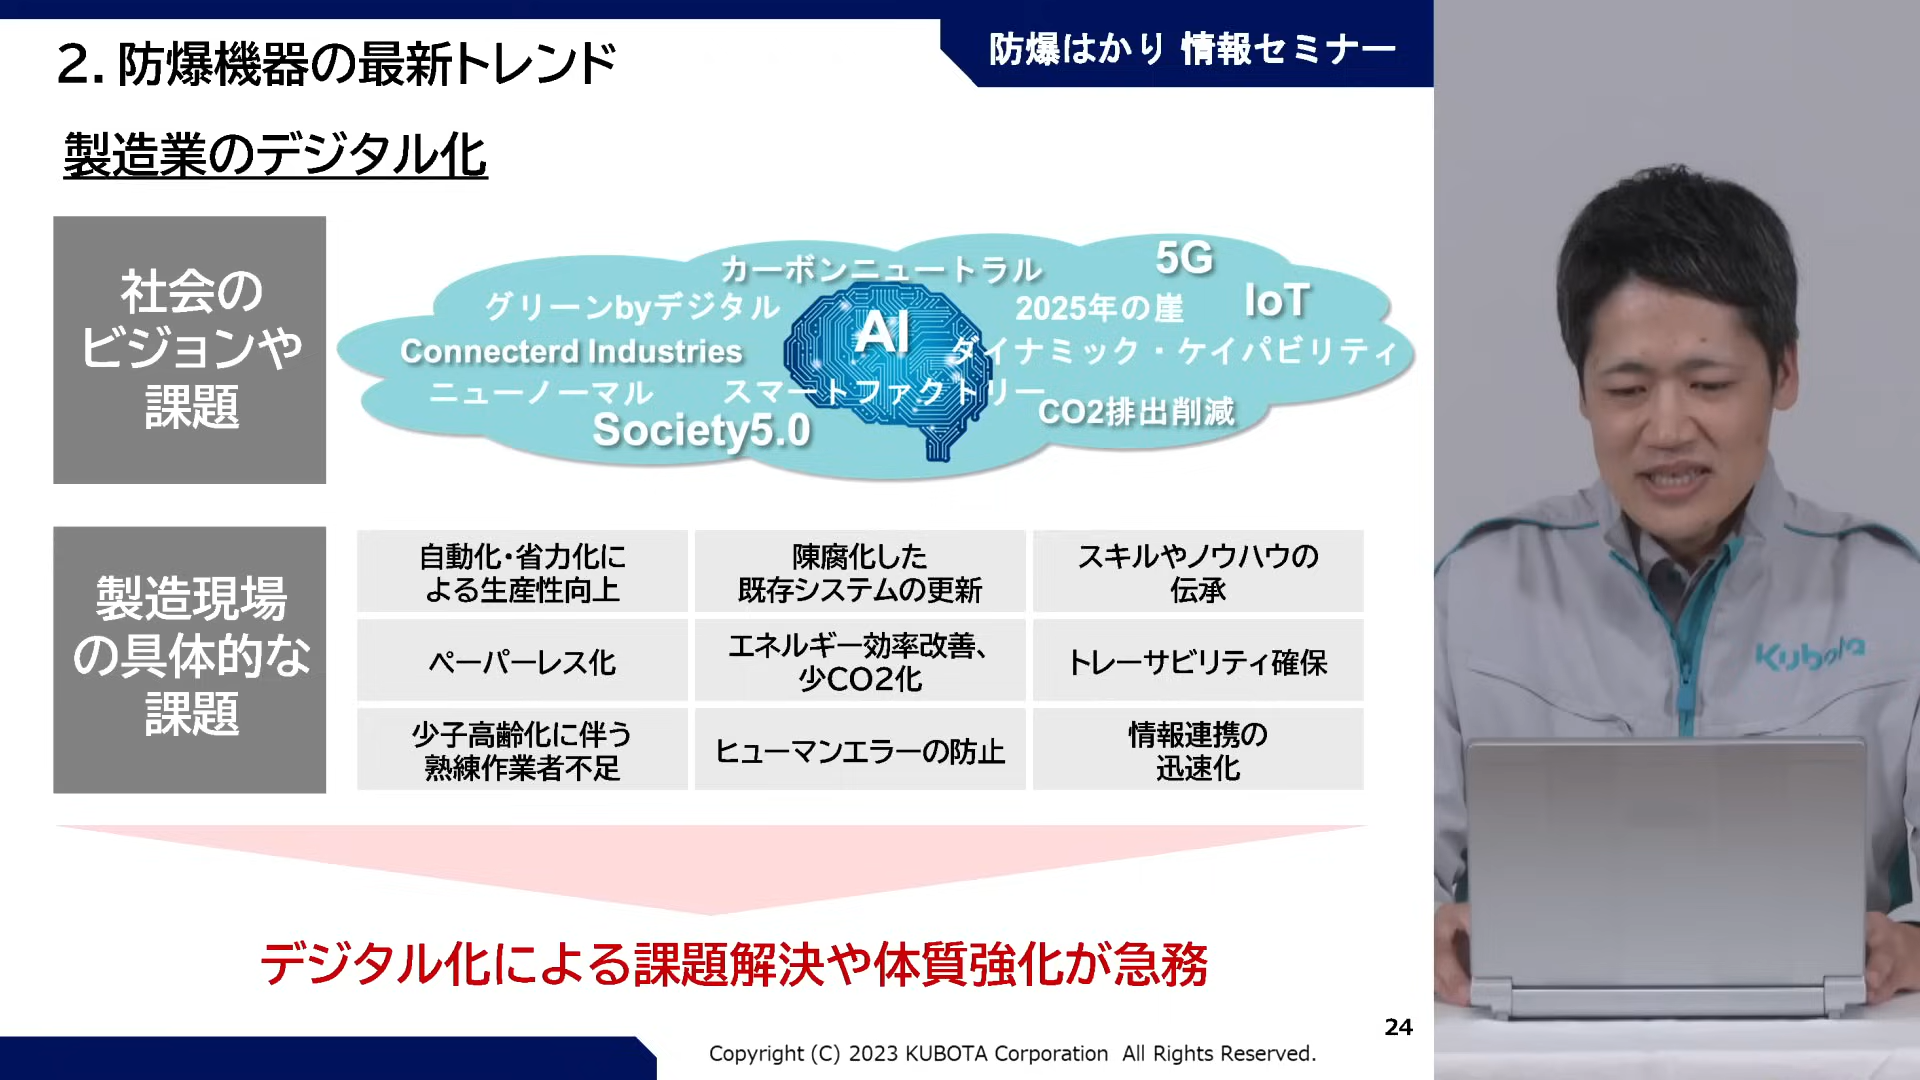 2. 防爆機器の最新トレンド
防爆はかり 情報セミナー
製造業のデジタル化
社会の
ビジョンや
課題
カーボンニュートラル
5G
グリーンbyデジタル
AI
2025年の崖
IoT
Connecterd Industries
ダイナミック・ケイパビリティ
ニューノーマル
スマートファクトリー
CO2排出削減
Society5.0
製造現場
の具体的な
課題
自動化・省力化に
よる生産性向上
陳腐化した
既存システムの更新
スキルやノウハウの
伝承
ペーパーレス化
エネルギー効率改善、
少CO2化
トレーサビリティ確保
少子高齢化に伴う
熟練作業者不足
ヒューマンエラーの防止
情報連携の
迅速化
デジタル化による課題解決や体質強化が急務
24
Copyright (C) 2023 KUBOTA Corporation All Rights Reserved.
Kubota